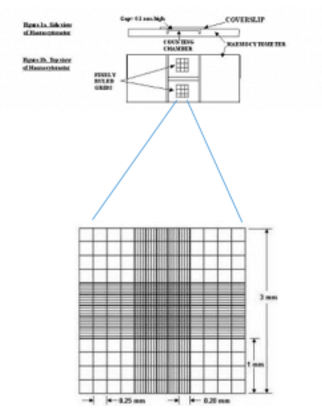 Figure 1a. Side view
of Haemocytometer
Gap= 0.1 mm high
COVERSLIP
COUNTING
CHAMBER
HAEMOCYTOMETER
Figure 1b. Top view
of Haemocytometer
FINELY
RULED
GRIDS
3 mm
1 mm
0.25 mm
0.20 mm